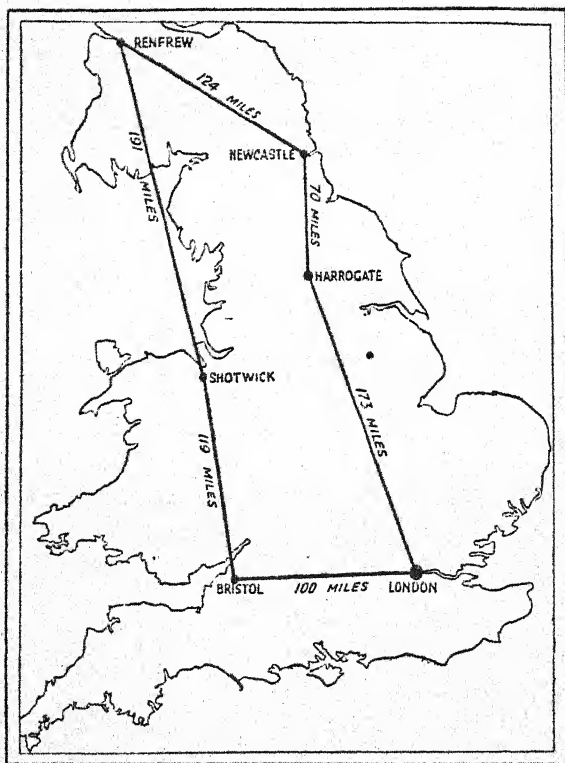 RENFREW
124 MILES
191 MILES
NEWCASTLE
70 MILES
HARROGATE
SHOTWICK
173 MILES
119 MILES
BRISTOL
100 MILES
LONDON